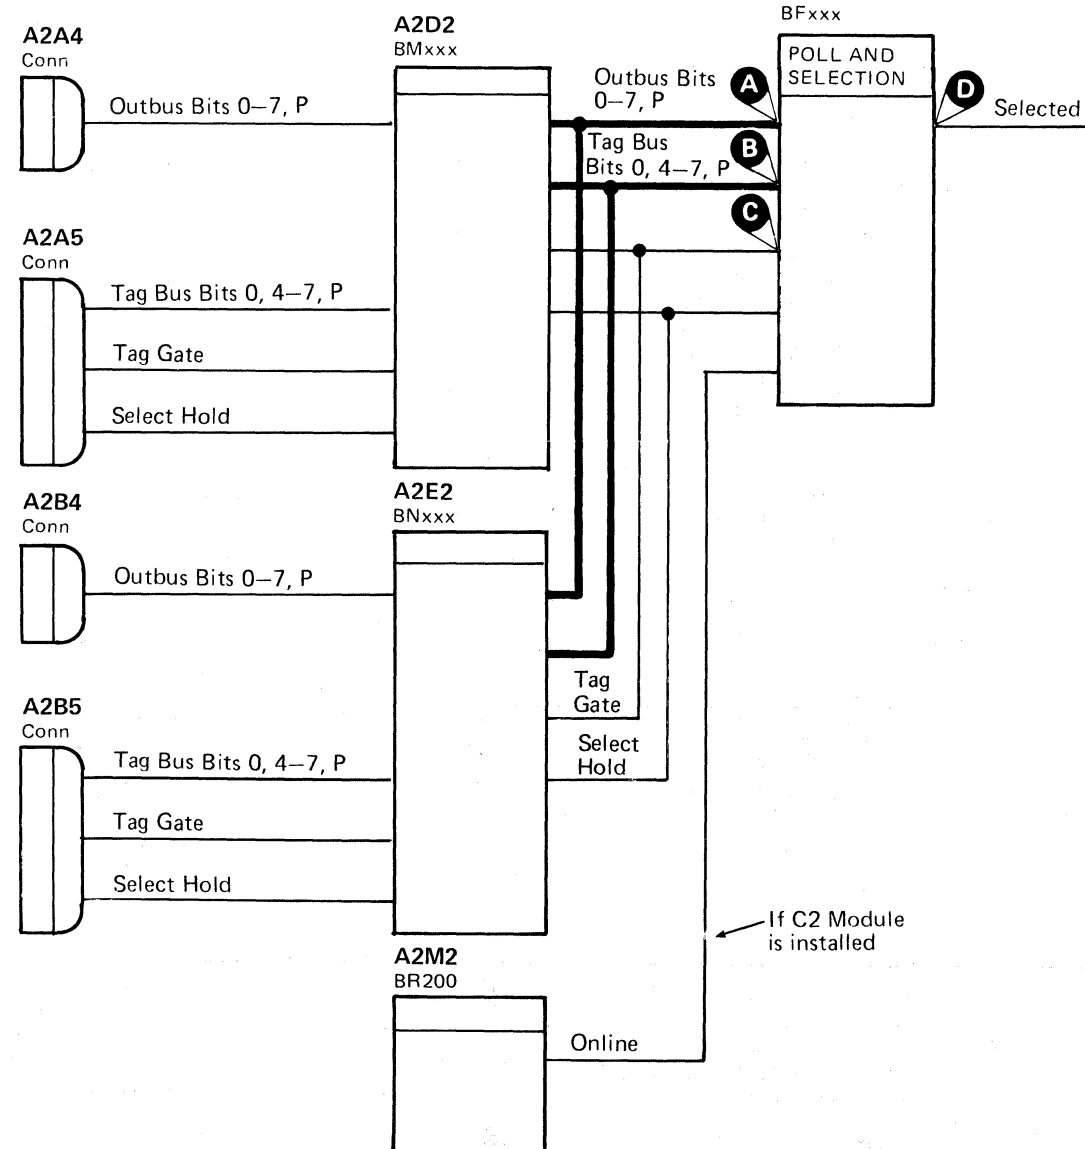 A2A4
Conn
Outbus Bits 0–7, P
A2A5
Conn
Tag Bus Bits 0, 4–7, P
Tag Gate
Select Hold
A2B4
Conn
Outbus Bits 0–7, P
A2B5
Conn
Tag Bus Bits 0, 4–7, P
Tag Gate
Select Hold
A2D2
BMxxx
A2E2
BNxxx
A2M2
BR200
Outbus Bits
0–7, P
Tag Bus
Bits 0, 4–7, P
Tag
Gate
Select
Hold
Online
If C2 Module
is installed
A
B
C
BFxxx
POLL AND
SELECTION
D
Selected